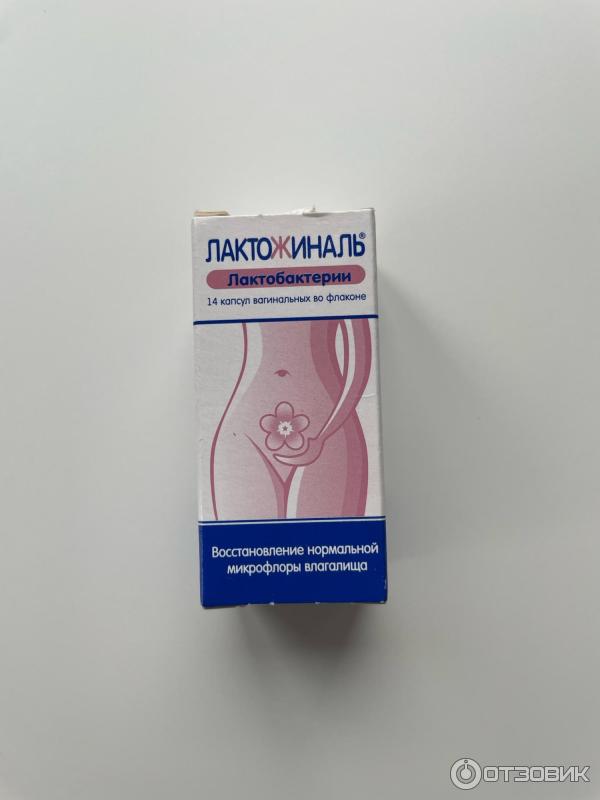 ЛАКТОЖИНАЛЬ®
Лактобактерии
14 капсул вагинальных во флаконе
Восстановление нормальной
микрофлоры влагалища
ОТЗОВИК